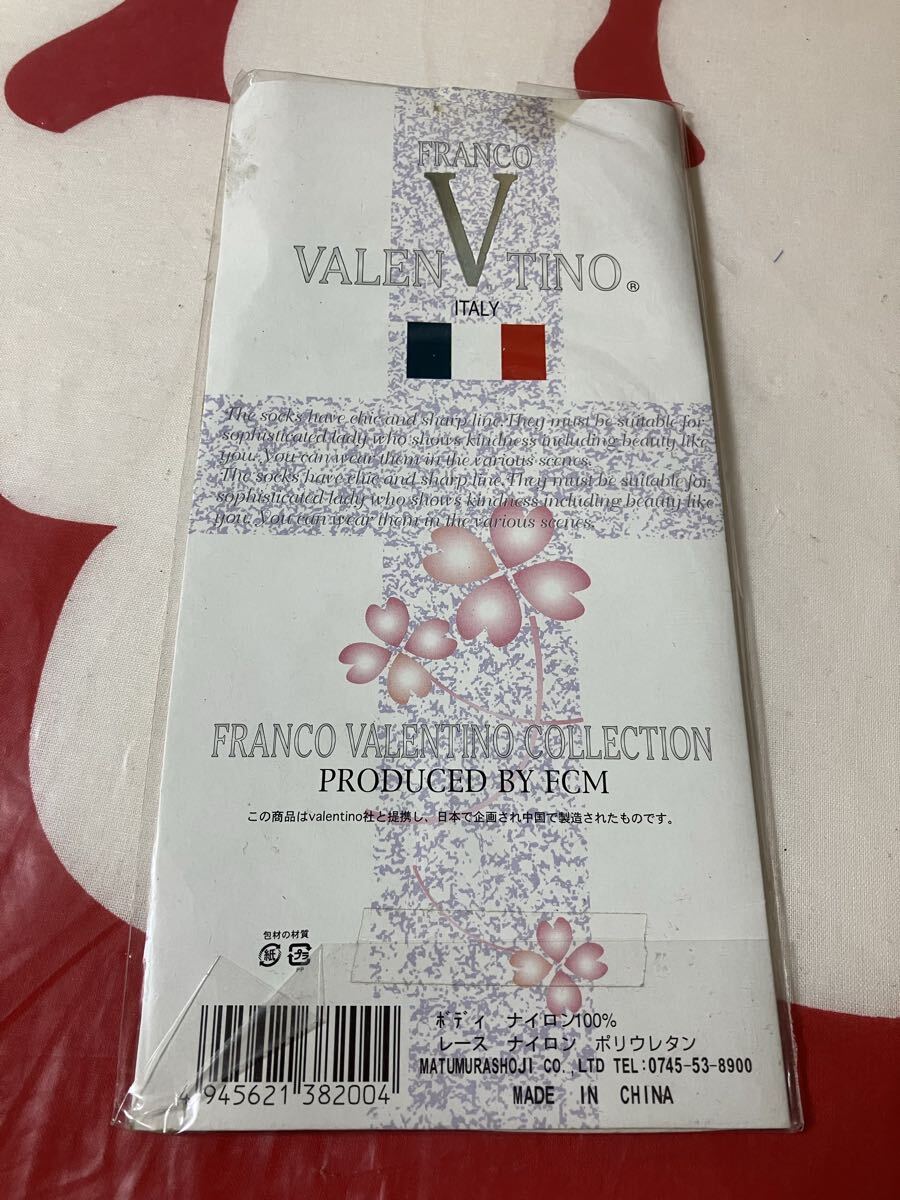 FRANCO
V
VALEN TINO®
ITALY
The socks have chic and sharp line. They must be suitable for
sophisticated lady who shows kindness including beauty like
you. You can wear them in the various scenes.
The socks have chic and sharp line. They must be suitable for
sophisticated lady who shows kindness including beauty like
you. You can wear them in the various scenes.
FRANCO VALENTINO COLLECTION
PRODUCED BY FCM
この商品はvalentino社と提携し、日本で企画され中国で製造されたものです。
包材の材質
紙 プラ
PP
ボディ ナイロン100%
レース ナイロン ポリウレタン
MATUMURASHOJI CO.,LTD TEL:0745-53-8900
MADE IN CHINA
4 945621 382004